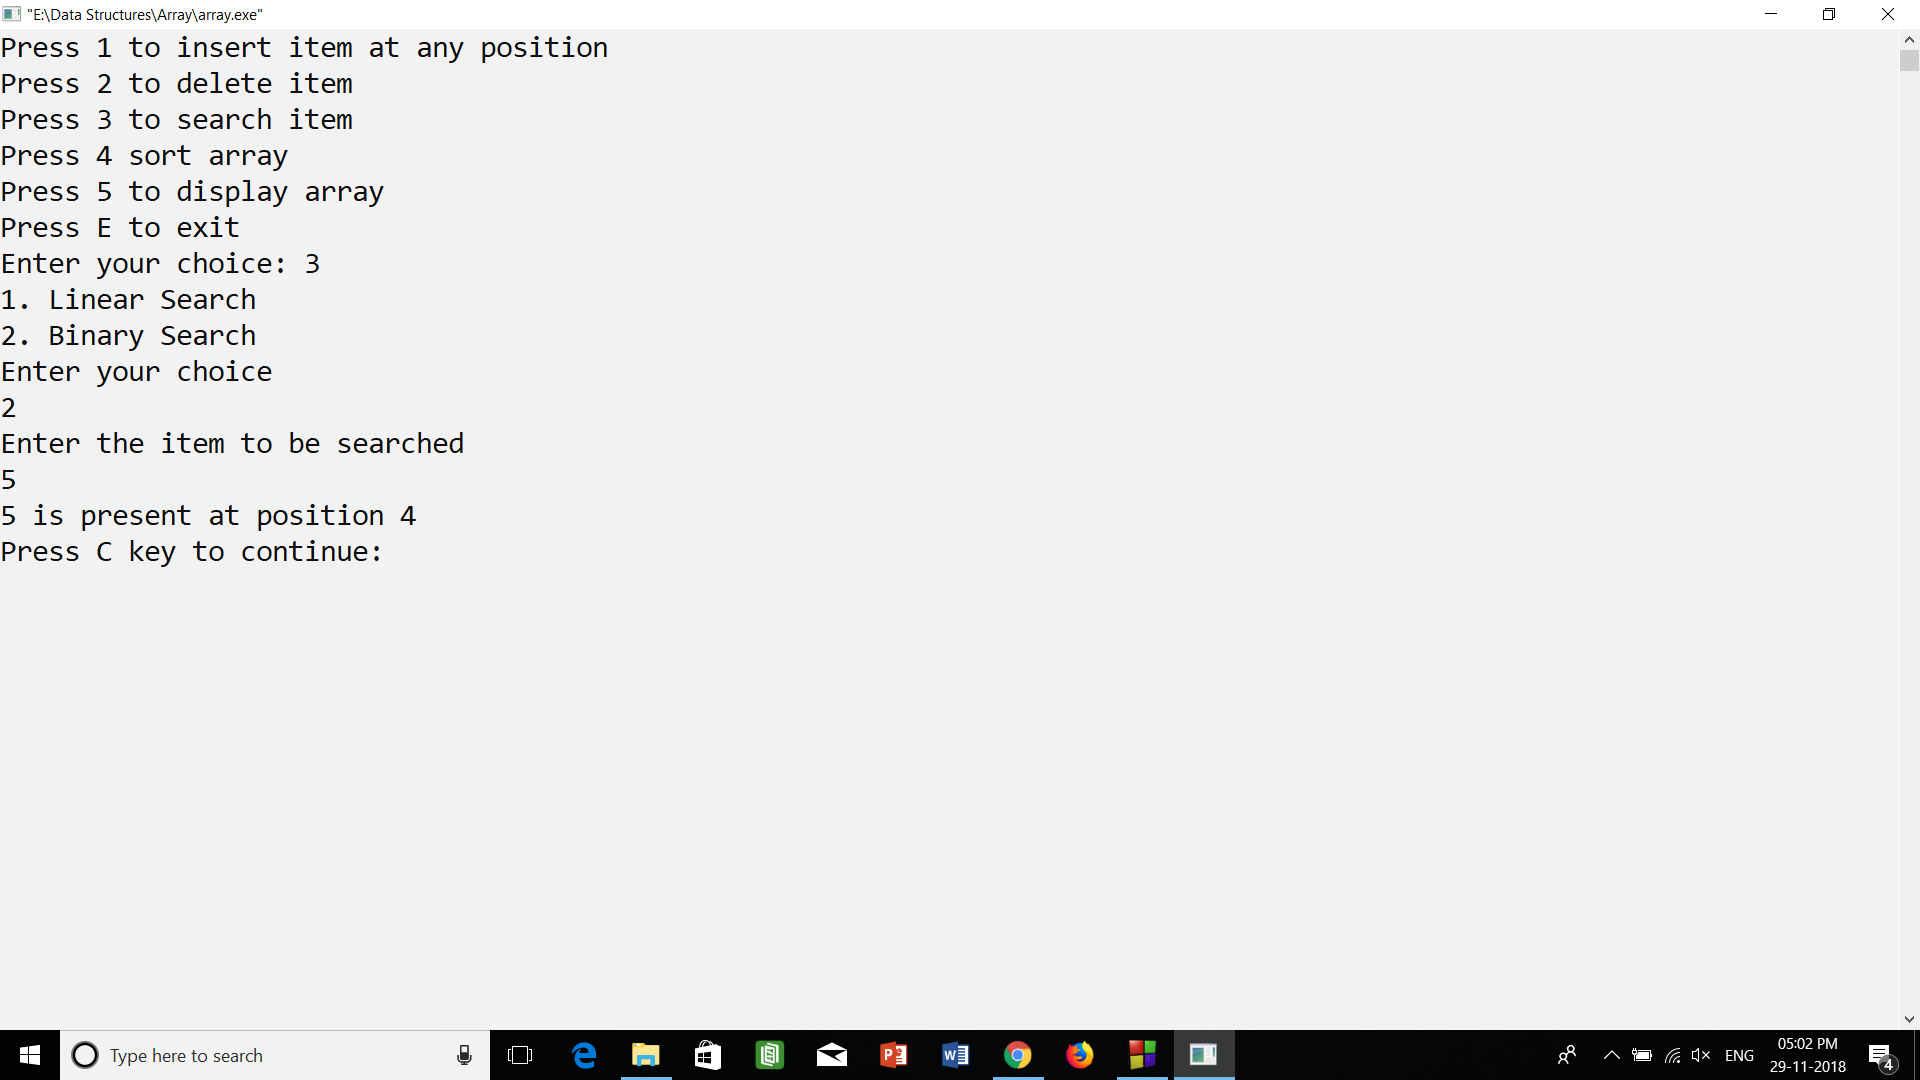 "E:\Data Structures\Array\array.exe"
Press 1 to insert item at any position
Press 2 to delete item
Press 3 to search item
Press 4 sort array
Press 5 to display array
Press E to exit
Enter your choice: 3
1. Linear Search
2. Binary Search
Enter your choice
2
Enter the item to be searched
5
5 is present at position 4
Press C key to continue:
Type here to search
ENG
05:02 PM
29-11-2018
4